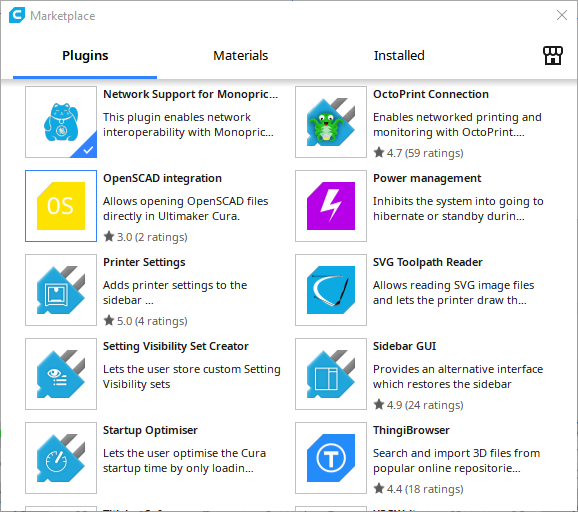 Marketplace
Plugins
Materials
Installed
Network Support for Monopric...
This plugin enables network
interoperability with Monopric...
OctoPrint Connection
Enables networked printing and
monitoring with OctoPrint....
4.7 (59 ratings)
OS
OpenSCAD integration
Allows opening OpenSCAD files
directly in Ultimaker Cura.
3.0 (2 ratings)
Power management
Inhibits the system into going to
hibernate or standby durin...
Printer Settings
Adds printer settings to the
sidebar ...
5.0 (4 ratings)
SVG Toolpath Reader
Allows reading SVG image files
and lets the printer draw th...
Setting Visibility Set Creator
Lets the user store custom Setting
Visibility sets
Sidebar GUI
Provides an alternative interface
which restores the sidebar
4.9 (24 ratings)
Startup Optimiser
Lets the user optimise the Cura
startup time by only loadin...
T
ThingiBrowser
Search and import 3D files from
popular online repositorie...
4.4 (18 ratings)